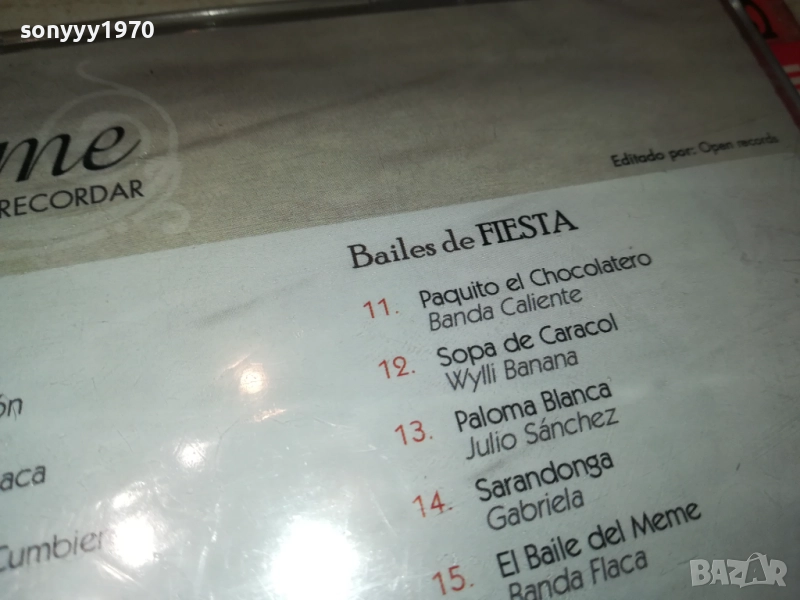 sonyyy1970
me
RECORDAR
Editado por: Open records
Bailes de FIESTA
11. Paquito el Chocolatero
Banda Caliente
12. Sopa de Caracol
Wylli Banana
13. Paloma Blanca
Julio Sánchez
14. Sarandonga
Gabriela
15. El Baile del Meme
Banda Flaca
ón
aca
Cumbier
BAZAR